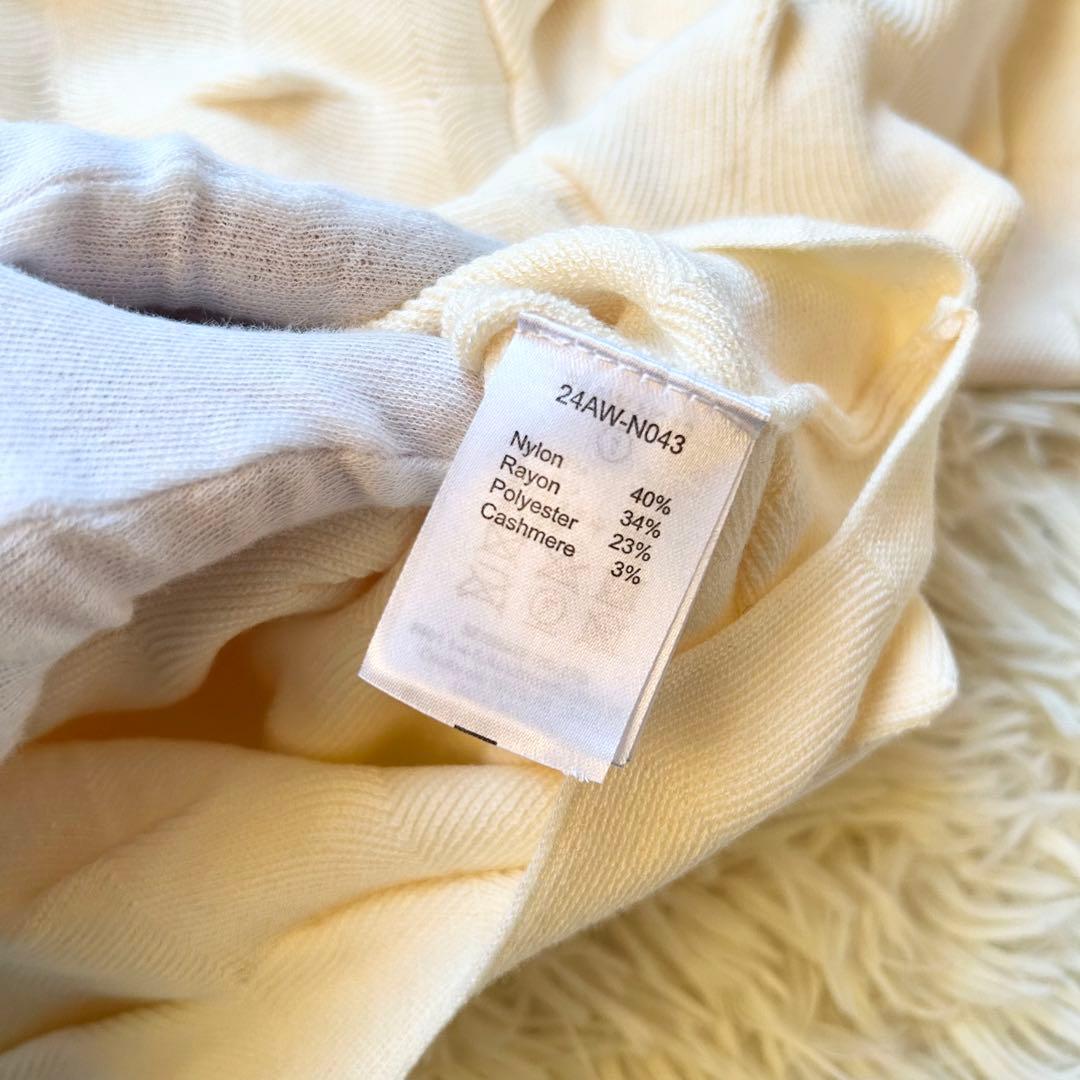 24AW-N043
Nylon 40%
Rayon 34%
Polyester 23%
Cashmere 3%